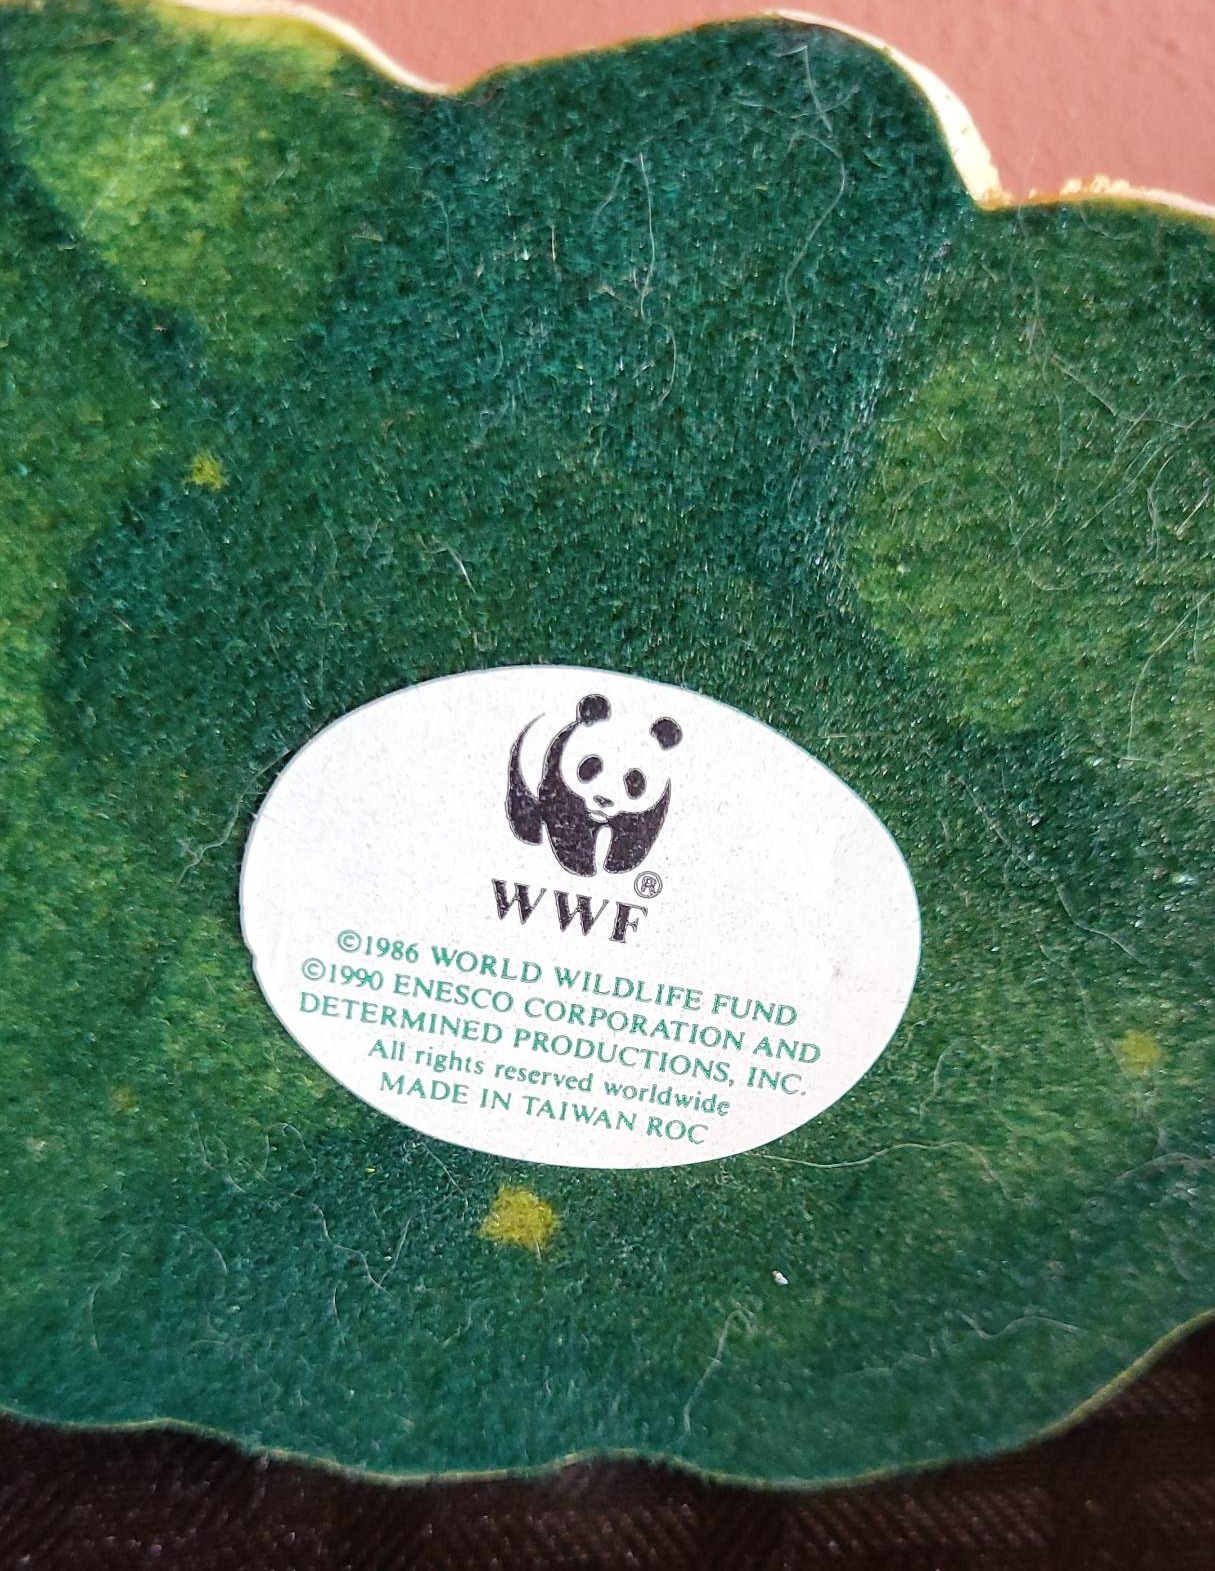 WWF®
©1986 WORLD WILDLIFE FUND
©1990 ENESCO CORPORATION AND
DETERMINED PRODUCTIONS, INC.
All rights reserved worldwide
MADE IN TAIWAN ROC